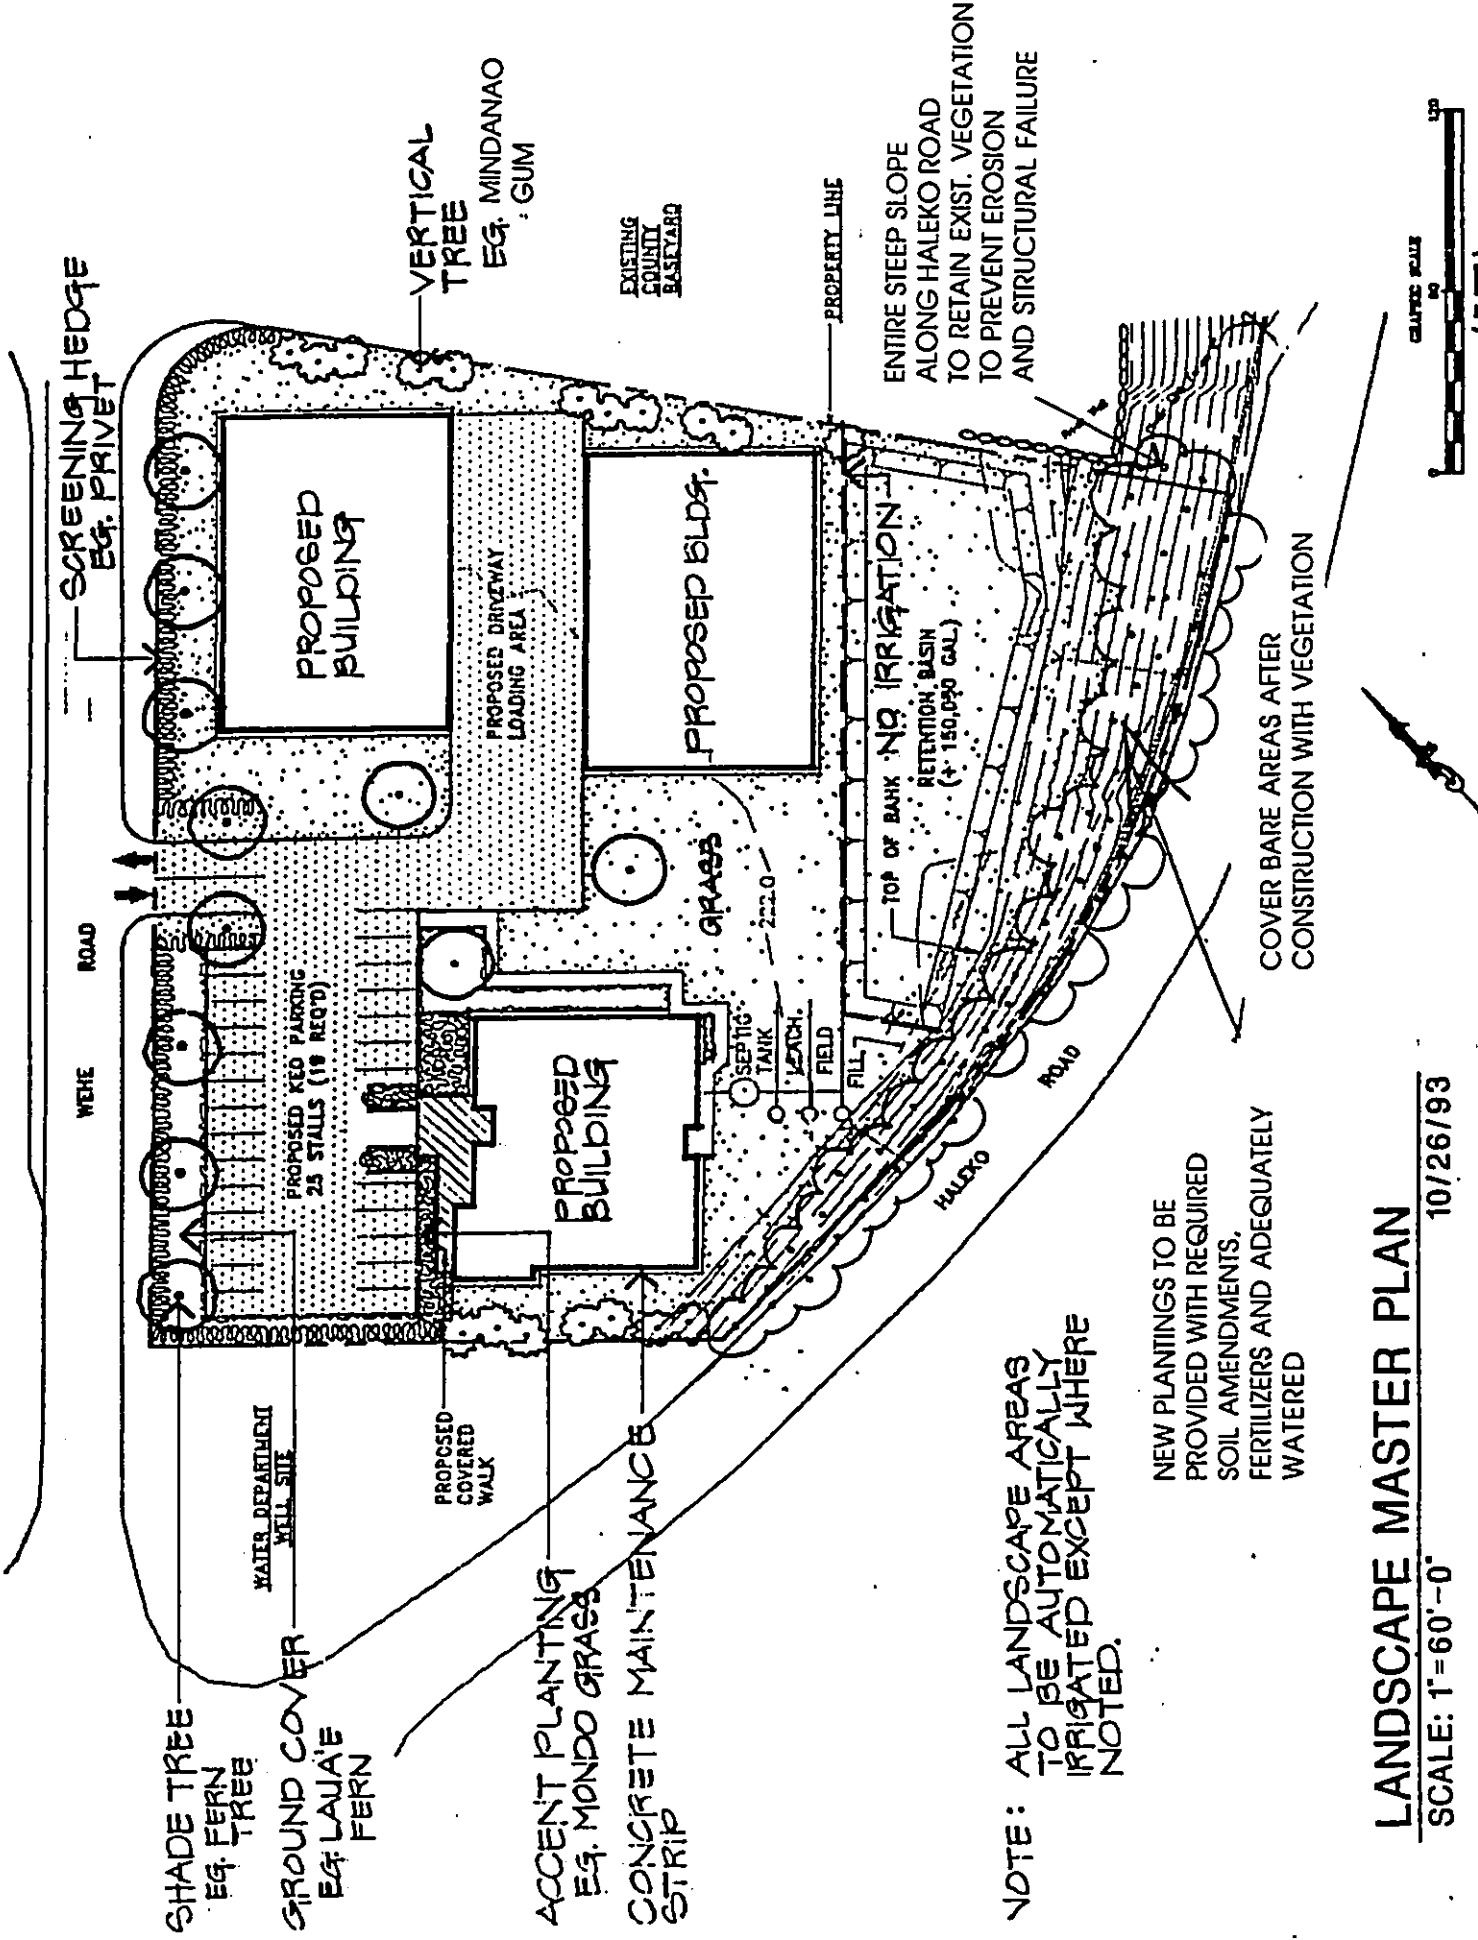 SCREENING HEDGE
EG. PRIVET
VERTICAL
TREE
EG. MINDANAO
GUM
EXISTING
COUNTY
BASEYARD
PROPERTY LINE
ENTIRE STEEP SLOPE
ALONG HALEKO ROAD
TO RETAIN EXIST. VEGETATION
TO PREVENT EROSION
AND STRUCTURAL FAILURE
WEHE ROAD
PROPOSED
BUILDING
PROPOSED DRIVEWAY
LOADING AREA
PROPOSED BLDG.
NO IRRIGATION
TOP OF BANK
RETENTION BASIN
GRASS
222.0
PROPOSED KEO PARKING
25 STALLS (19 REQ'D)
PROPOSED
BUILDING
SEPTIC
TANK
LEACH.
FIELD
FILL
HALEKO ROAD
COVER BARE AREAS AFTER
CONSTRUCTION WITH VEGETATION
NEW PLANTINGS TO BE
PROVIDED WITH REQUIRED
SOIL AMENDMENTS,
FERTILIZERS AND ADEQUATELY
WATERED
WATER DEPARTMENT
WELL SITE
PROPOSED
COVERED
WALK
SHADE TREE
EG. FERN
TREE
GROUND COVER
EG. LAUA'E
FERN
ACCENT PLANTING
EG. MONDO GRASS
CONCRETE MAINTENANCE
STRIP
NOTE: ALL LANDSCAPE AREAS
TO BE AUTOMATICALLY
IRRIGATED EXCEPT WHERE
NOTED.
LANDSCAPE MASTER PLAN
SCALE: 1"=60'-0" 10/26/93
GRAPHIC SCALE
0